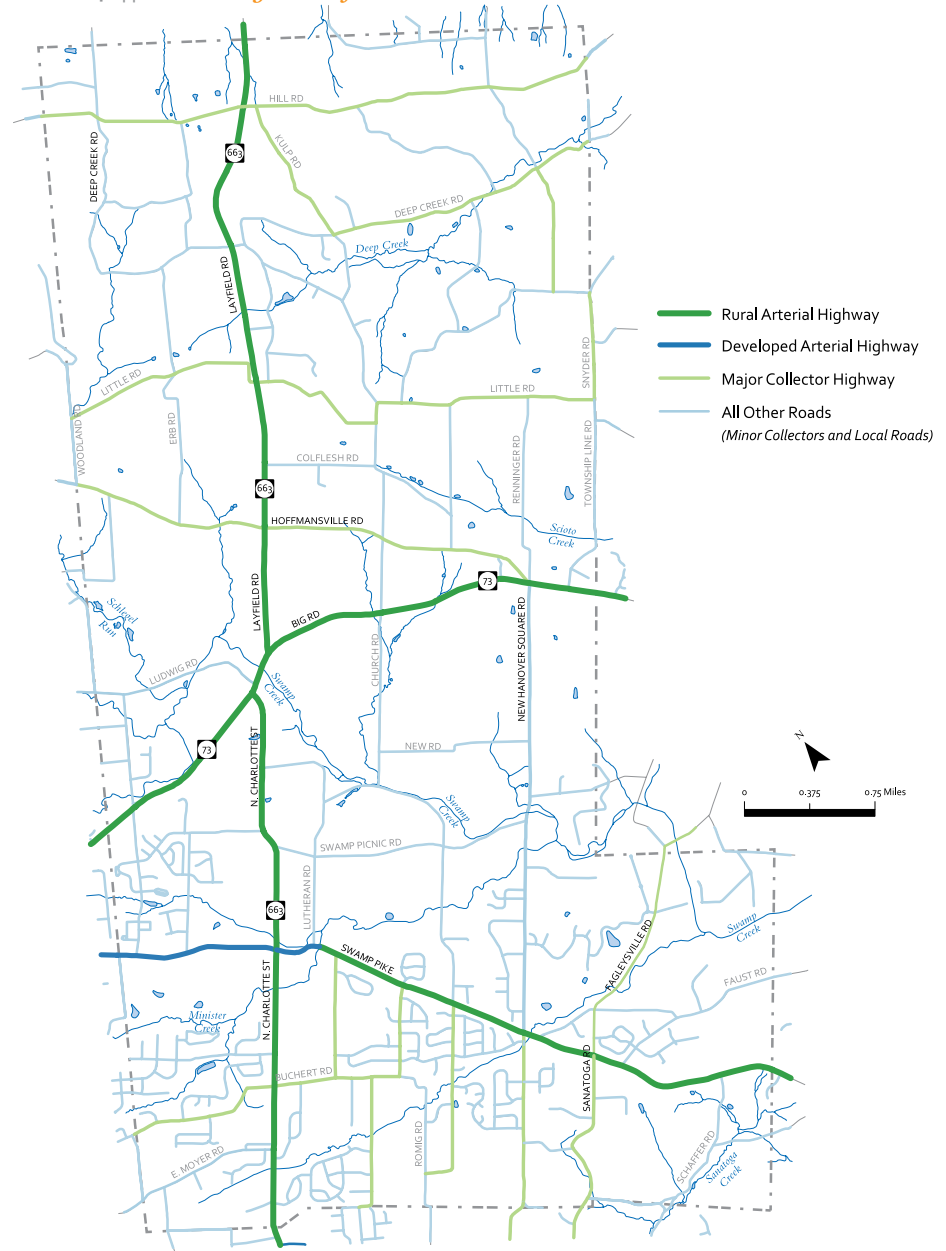 HILL RD
KULP RD
663
DEEP CREEK RD
DEEP CREEK RD
Deep Creek
LAYFIELD RD
Rural Arterial Highway
Developed Arterial Highway
SNYDER RD
Major Collector Highway
LITTLE RD
LITTLE RD
All Other Roads
(Minor Collectors and Local Roads)
WOODLAND RD
ERB RD
RENNINGER RD
TOWNSHIP LINE RD
COLFLESH RD
663
HOFFMANSVILLE RD
Scioto
Creek
73
LAYFIELD RD
BIG RD
Schlegel
Run
CHURCH RD
NEW HANOVER SQUARE RD
LUDWIG RD
Swamp
Creek
73
N. CHARLOTTE ST
NEW RD
N
0
0.375
0.75 Miles
Swamp
Creek
SWAMP PICNIC RD
LUTHERAN RD
663
SWAMP PIKE
FAGLEYSVILLE RD
Swamp
Creek
FAUST RD
N. CHARLOTTE ST
Minister
Creek
BUCHERT RD
SANATOGA RD
ROMIG RD
E. MOYER RD
SCHAFFER RD
Sanatoga
Creek